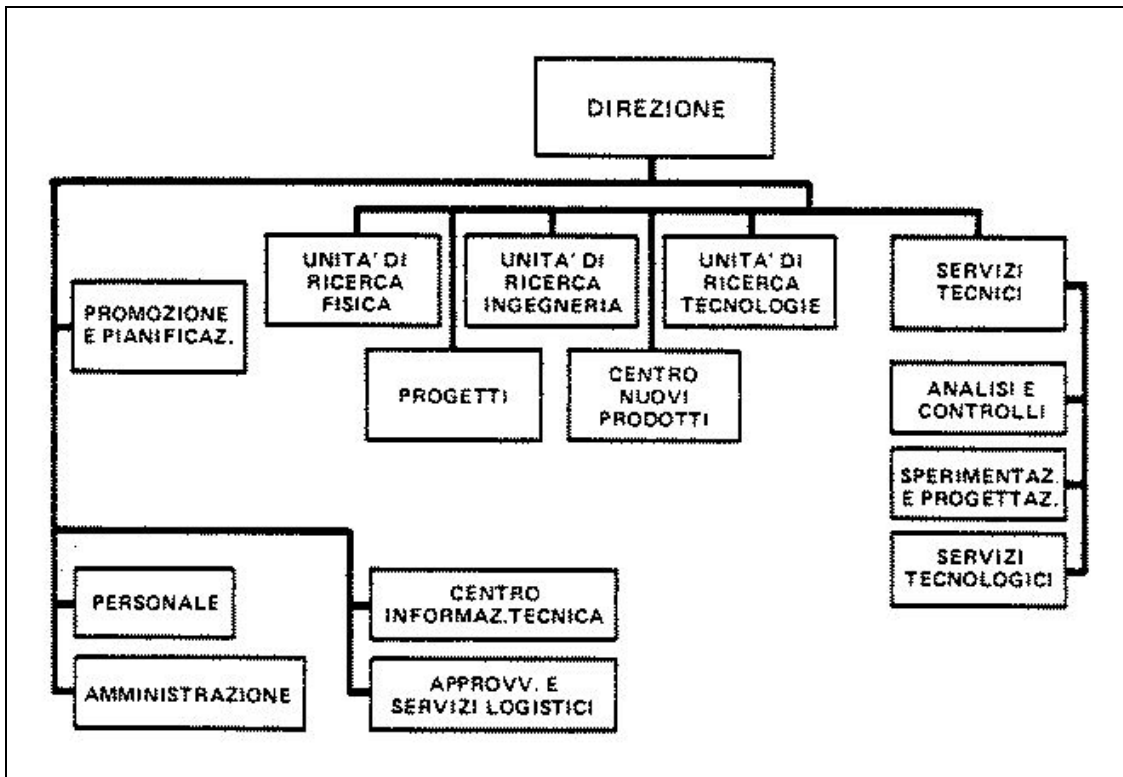 DIREZIONE
UNITA' DI
RICERCA
FISICA
UNITA' DI
RICERCA
INGEGNERIA
UNITA' DI
RICERCA
TECNOLOGIE
SERVIZI
TECNICI
PROMOZIONE
E PIANIFICAZ.
PROGETTI
CENTRO
NUOVI
PRODOTTI
ANALISI E
CONTROLLI
SPERIMENTAZ.
E PROGETTAZ.
SERVIZI
TECNOLOGICI
PERSONALE
CENTRO
INFORMAZ.TECNICA
AMMINISTRAZIONE
APPROVV. E
SERVIZI LOGISTICI